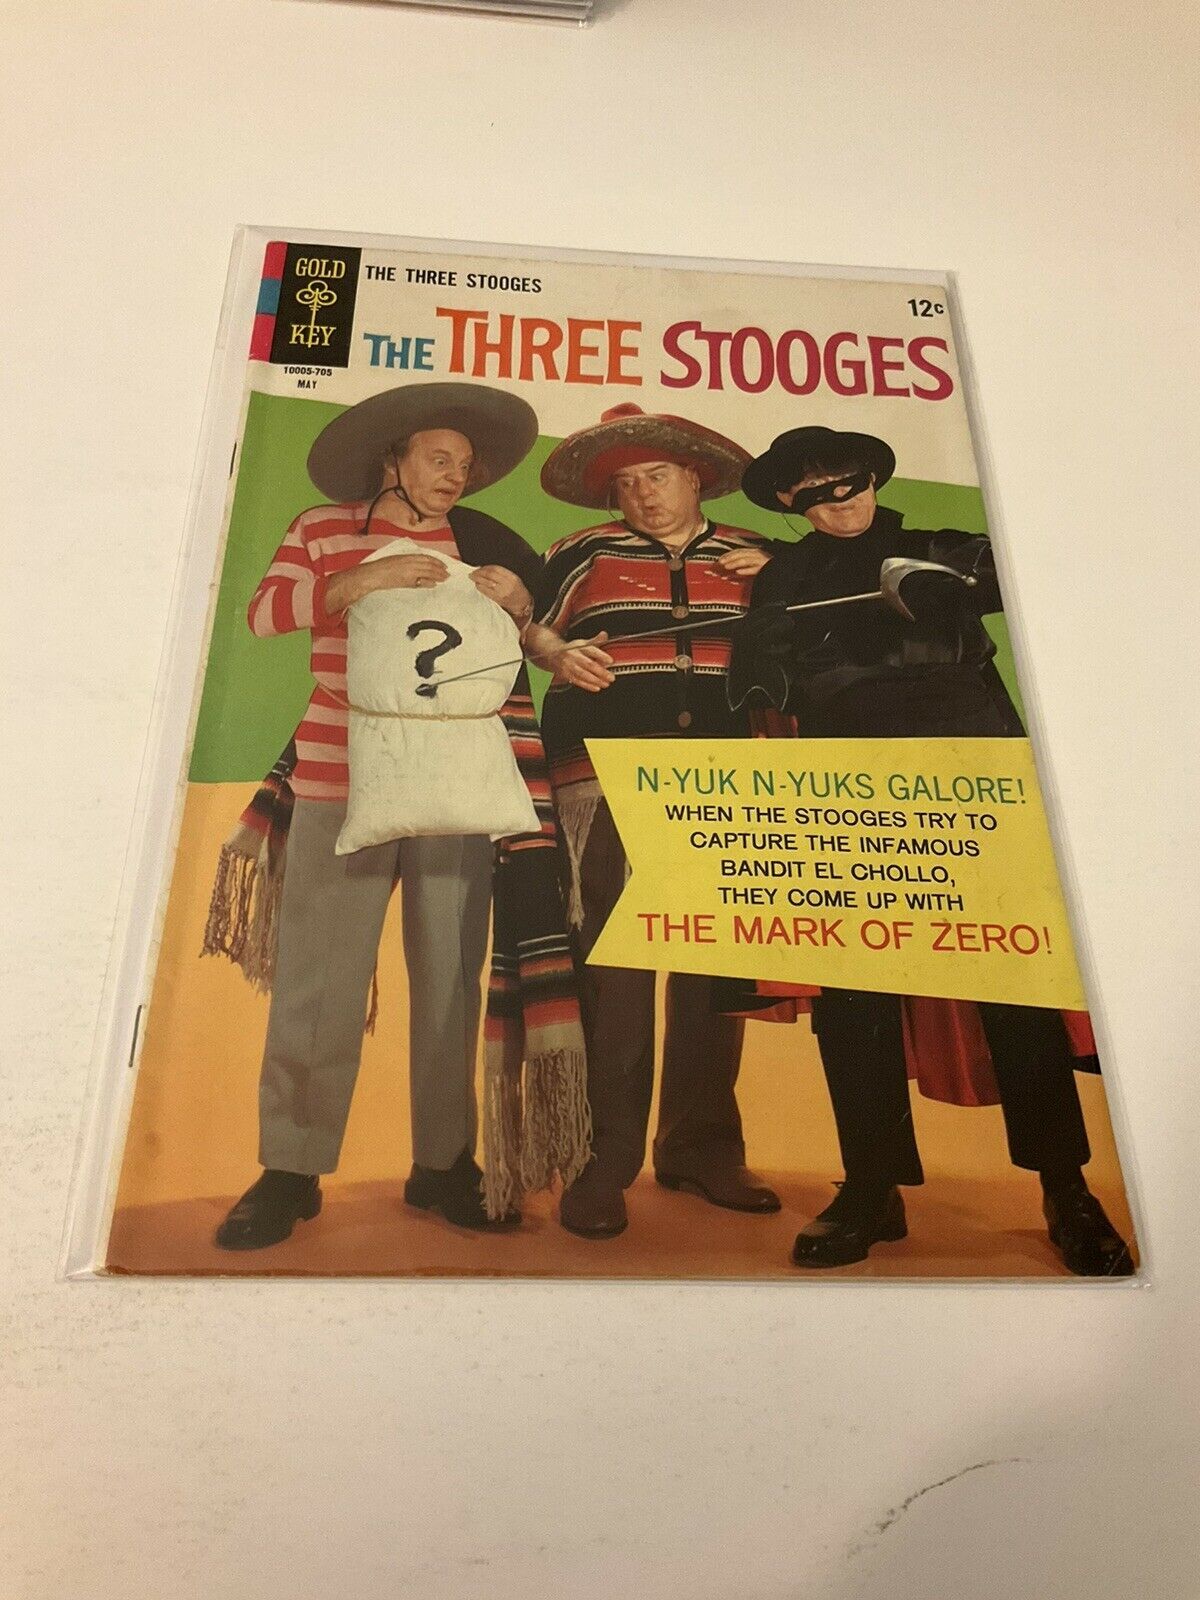 GOLD
KEY
THE THREE STOOGES
12c
THE THREE STOOGES
10005-705
MAY
?
N-YUK N-YUKS GALORE!
WHEN THE STOOGES TRY TO
CAPTURE THE INFAMOUS
BANDIT EL CHOLLO,
THEY COME UP WITH
THE MARK OF ZERO!